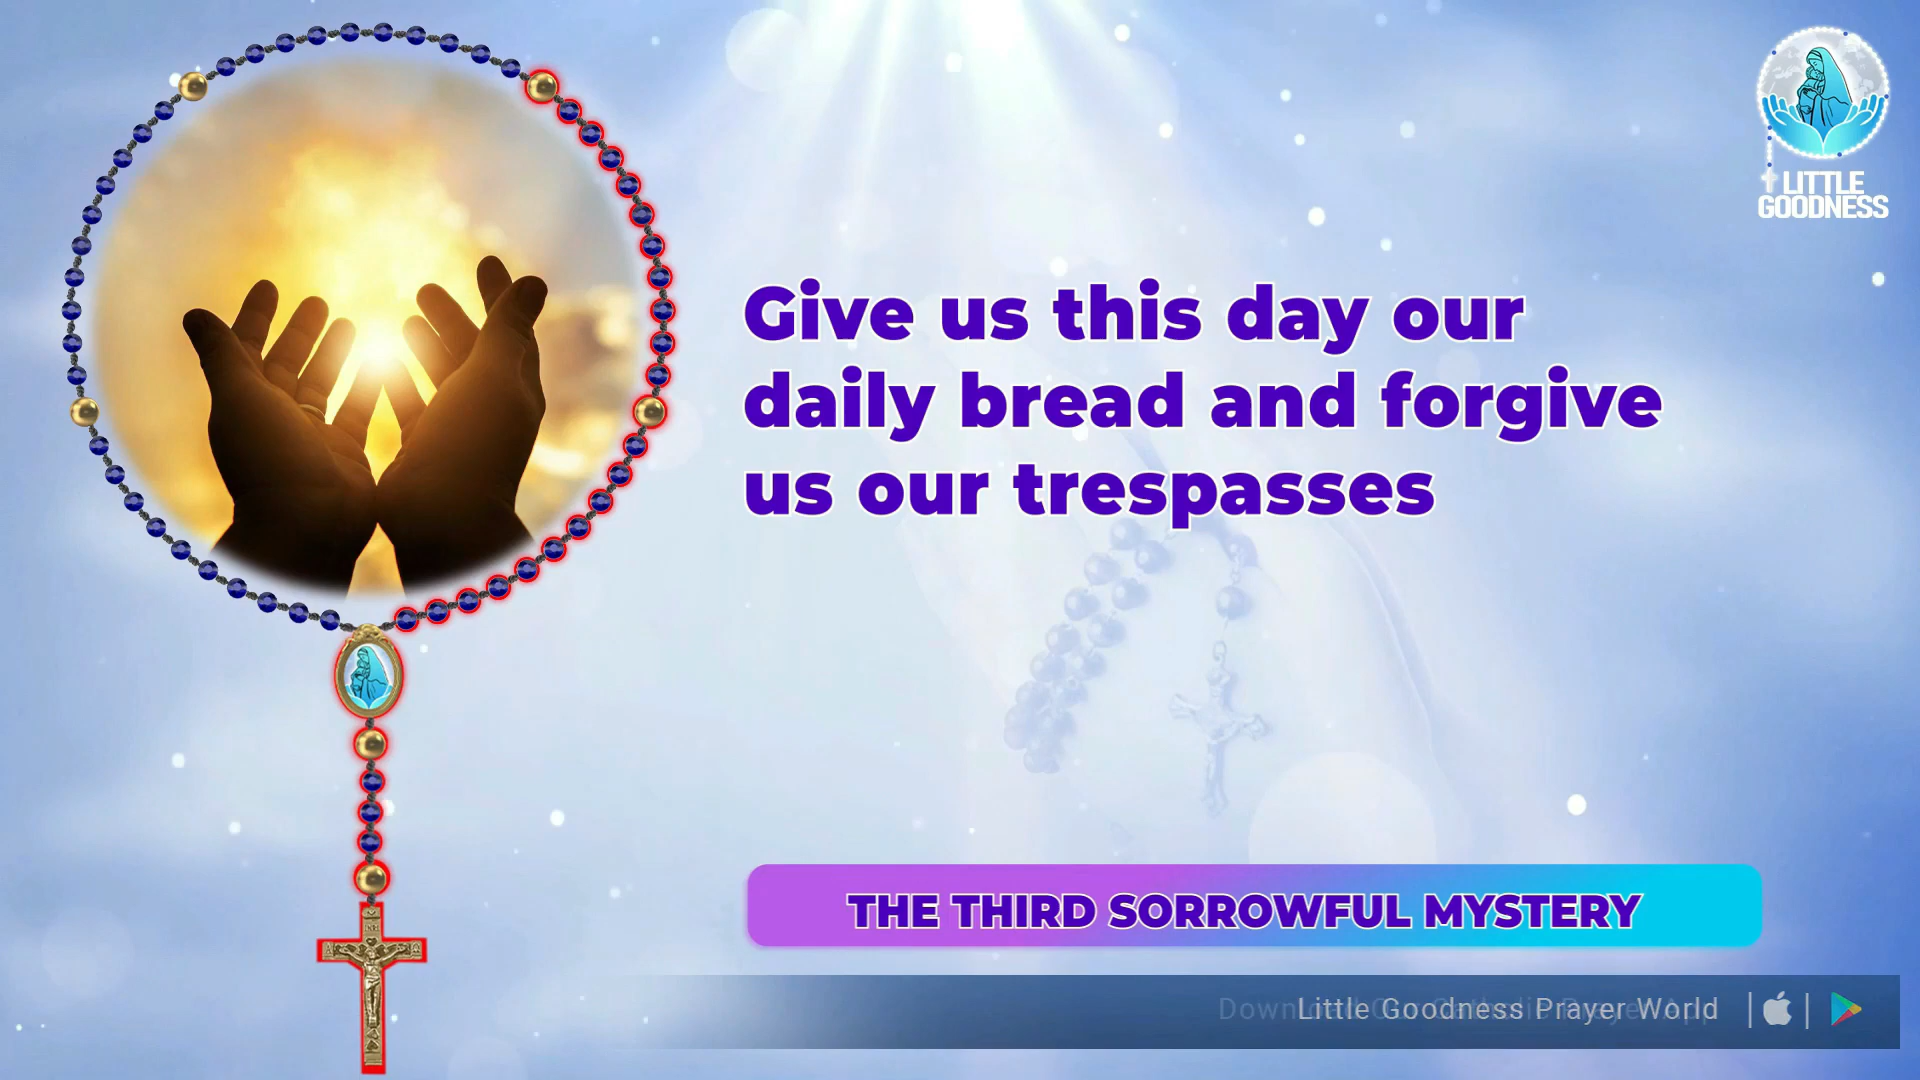 LITTLE
GOODNESS
Give us this day our
daily bread and forgive
us our trespasses
INRI
THE THIRD SORROWFUL MYSTERY
Little Goodness Prayer World